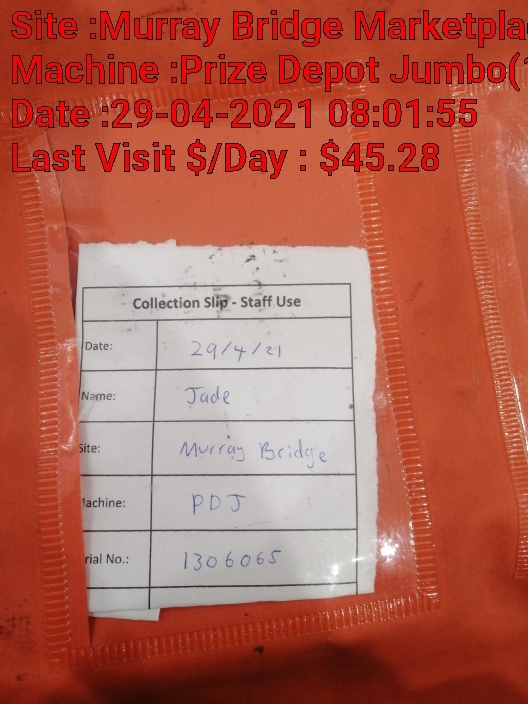 Site :Murray Bridge Marketpla
Machine :Prize Depot Jumbo(1
Date :29-04-2021 08:01:55
Last Visit $/Day : $45.28
Collection Slip - Staff Use
Date: 29/4/21
Name: Jade
Site: Murray Bridge
achine: PDJ
rial No.: 1306065